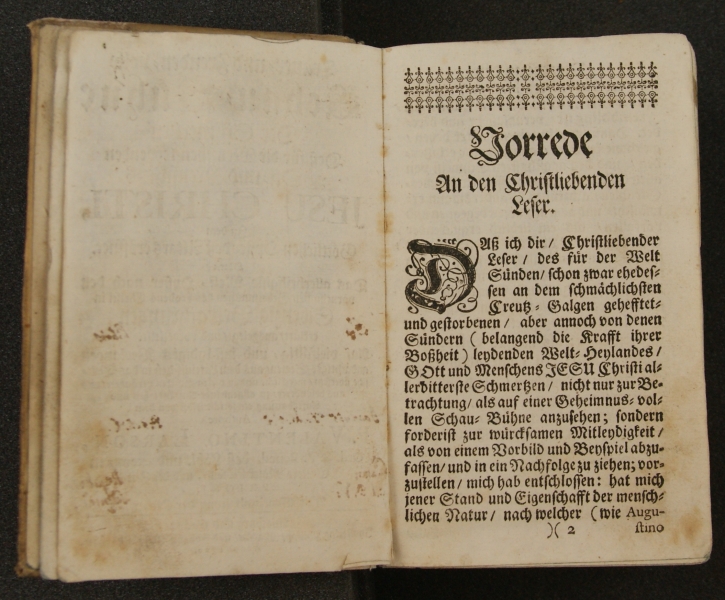 Vorrede
An den Christliebenden
Leser.
DAß ich dir / Christliebender
Leser / des für der Welt
Sünden / schon zwar ehedes-
sen an dem schmächlichsten
Creutz-Galgen gehefftet-
und gestorbenen / aber annoch von denen
Sündern ( belangend die Krafft ihrer
Boßheit ) leydenden Welt-Heylandes /
GOtt und Menschens JESU Christi al-
lerbitterste Schmertzen / nicht nur zur Be-
trachtung / als auf einer Geheimnus-vol-
len Schau-Bühne anzusehen; sondern
forderist zur würcksamen Mitleydigkeit /
als von einem Vorbild und Beyspiel abzu-
fassen / und in ein Nachfolge zu ziehen; vor-
zustellen / mich hab entschlossen: hat mich
jener Stand und Eigenschafft der mensch-
lichen Natur / nach welcher ( wie Augu-
)( 2 stino